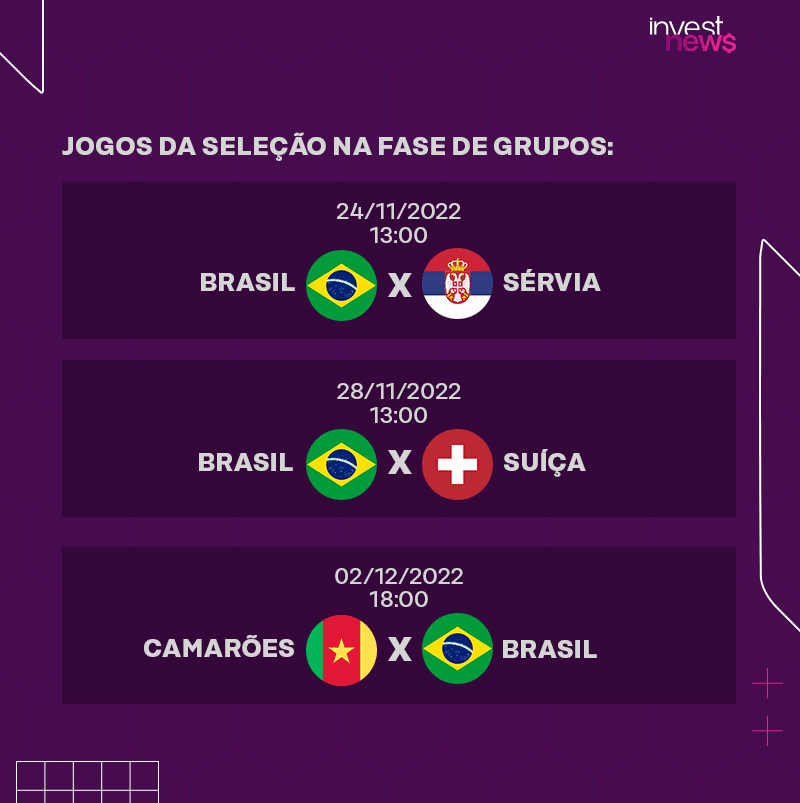 invest
new$
JOGOS DA SELEÇÃO NA FASE DE GRUPOS:
24/11/2022
13:00
BRASIL X SÉRVIA
28/11/2022
13:00
BRASIL X SUÍÇA
02/12/2022
18:00
CAMARÕES X BRASIL